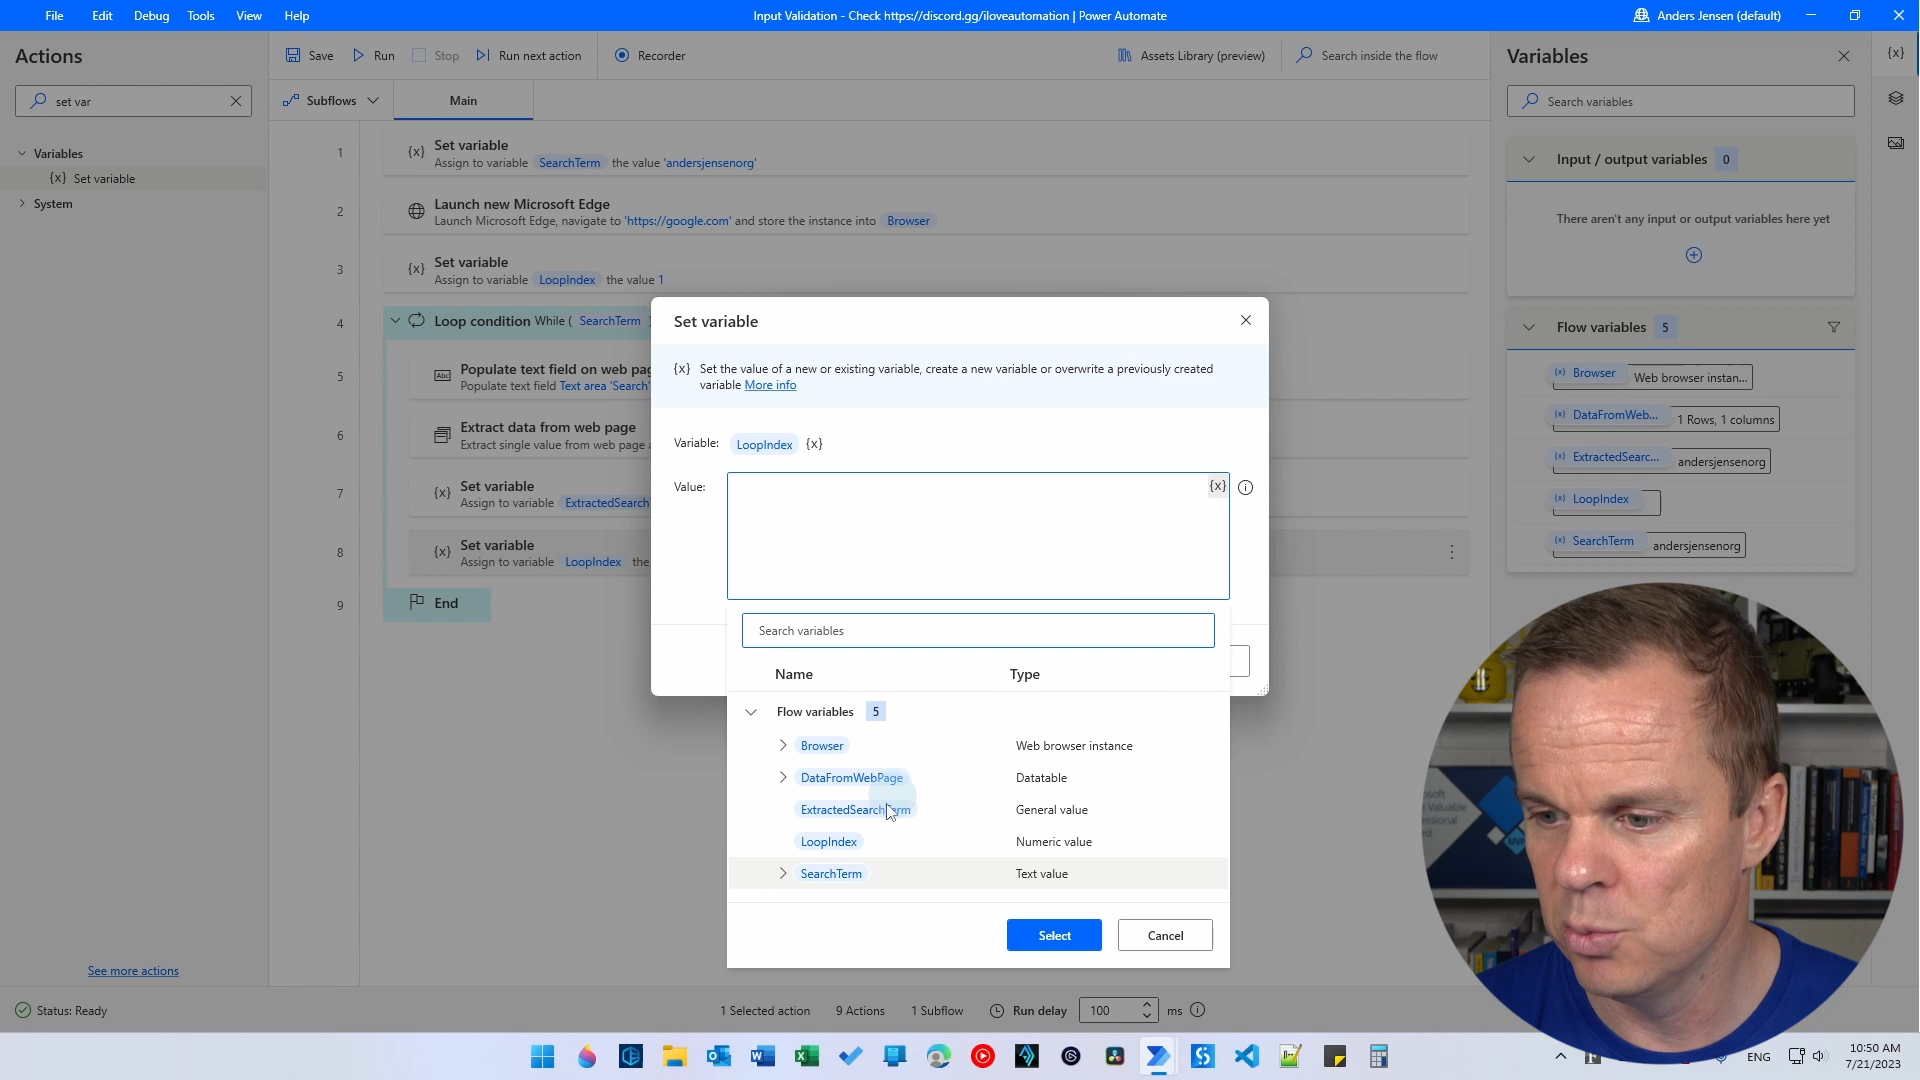 File Edit Debug Tools View Help
Input Validation - Check https://discord.gg/iloveautomation | Power Automate
Anders Jensen (default)
Actions
set var
Variables
{x} Set variable
System
See more actions
Save Run Stop Run next action Recorder
Assets Library (preview)
Search inside the flow
Subflows
Main
1
{x} Set variable
Assign to variable SearchTerm the value 'andersjensenorg'
2
Launch new Microsoft Edge
Launch Microsoft Edge, navigate to 'https://google.com' and store the instance into Browser
3
{x} Set variable
Assign to variable LoopIndex the value 1
4
Loop condition While ( SearchTerm )
5
Abc Populate text field on web pag
Populate text field Text area 'Search'
6
Extract data from web page
Extract single value from web page
7
{x} Set variable
Assign to variable ExtractedSearch
8
{x} Set variable
Assign to variable LoopIndex the
9
End
Set variable
{x} Set the value of a new or existing variable, create a new variable or overwrite a previously created
variable More info
Variable: LoopIndex {x}
Value:
{x}
Search variables
Name Type
Flow variables 5
Browser Web browser instance
DataFromWebPage Datatable
ExtractedSearchTerm General value
LoopIndex Numeric value
SearchTerm Text value
Select Cancel
Variables
{x}
Search variables
Input / output variables 0
There aren't any input or output variables here yet
Flow variables 5
(x) Browser Web browser instan...
(x) DataFromWeb... 1 Rows, 1 columns
(x) ExtractedSearc... andersjensenorg
(x) LoopIndex
(x) SearchTerm andersjensenorg
Status: Ready
1 Selected action 9 Actions 1 Subflow Run delay 100 ms
ENG
10:50 AM
7/21/2023